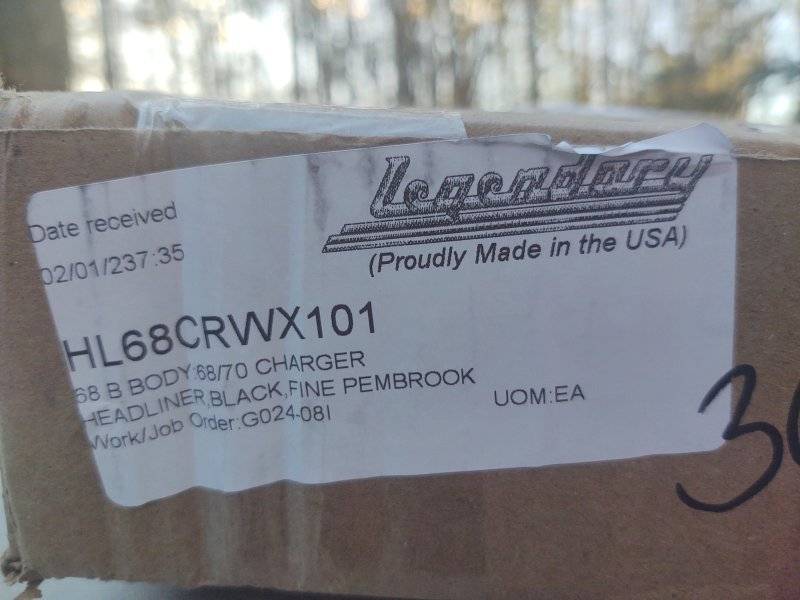 Legendary
(Proudly Made in the USA)
Date received
02/01/237:35
HL68CRWX101
68 B BODY:68/70 CHARGER
HEADLINER,BLACK,FINE PEMBROOK
UOM:EA
Work/Job Order:G024-08I